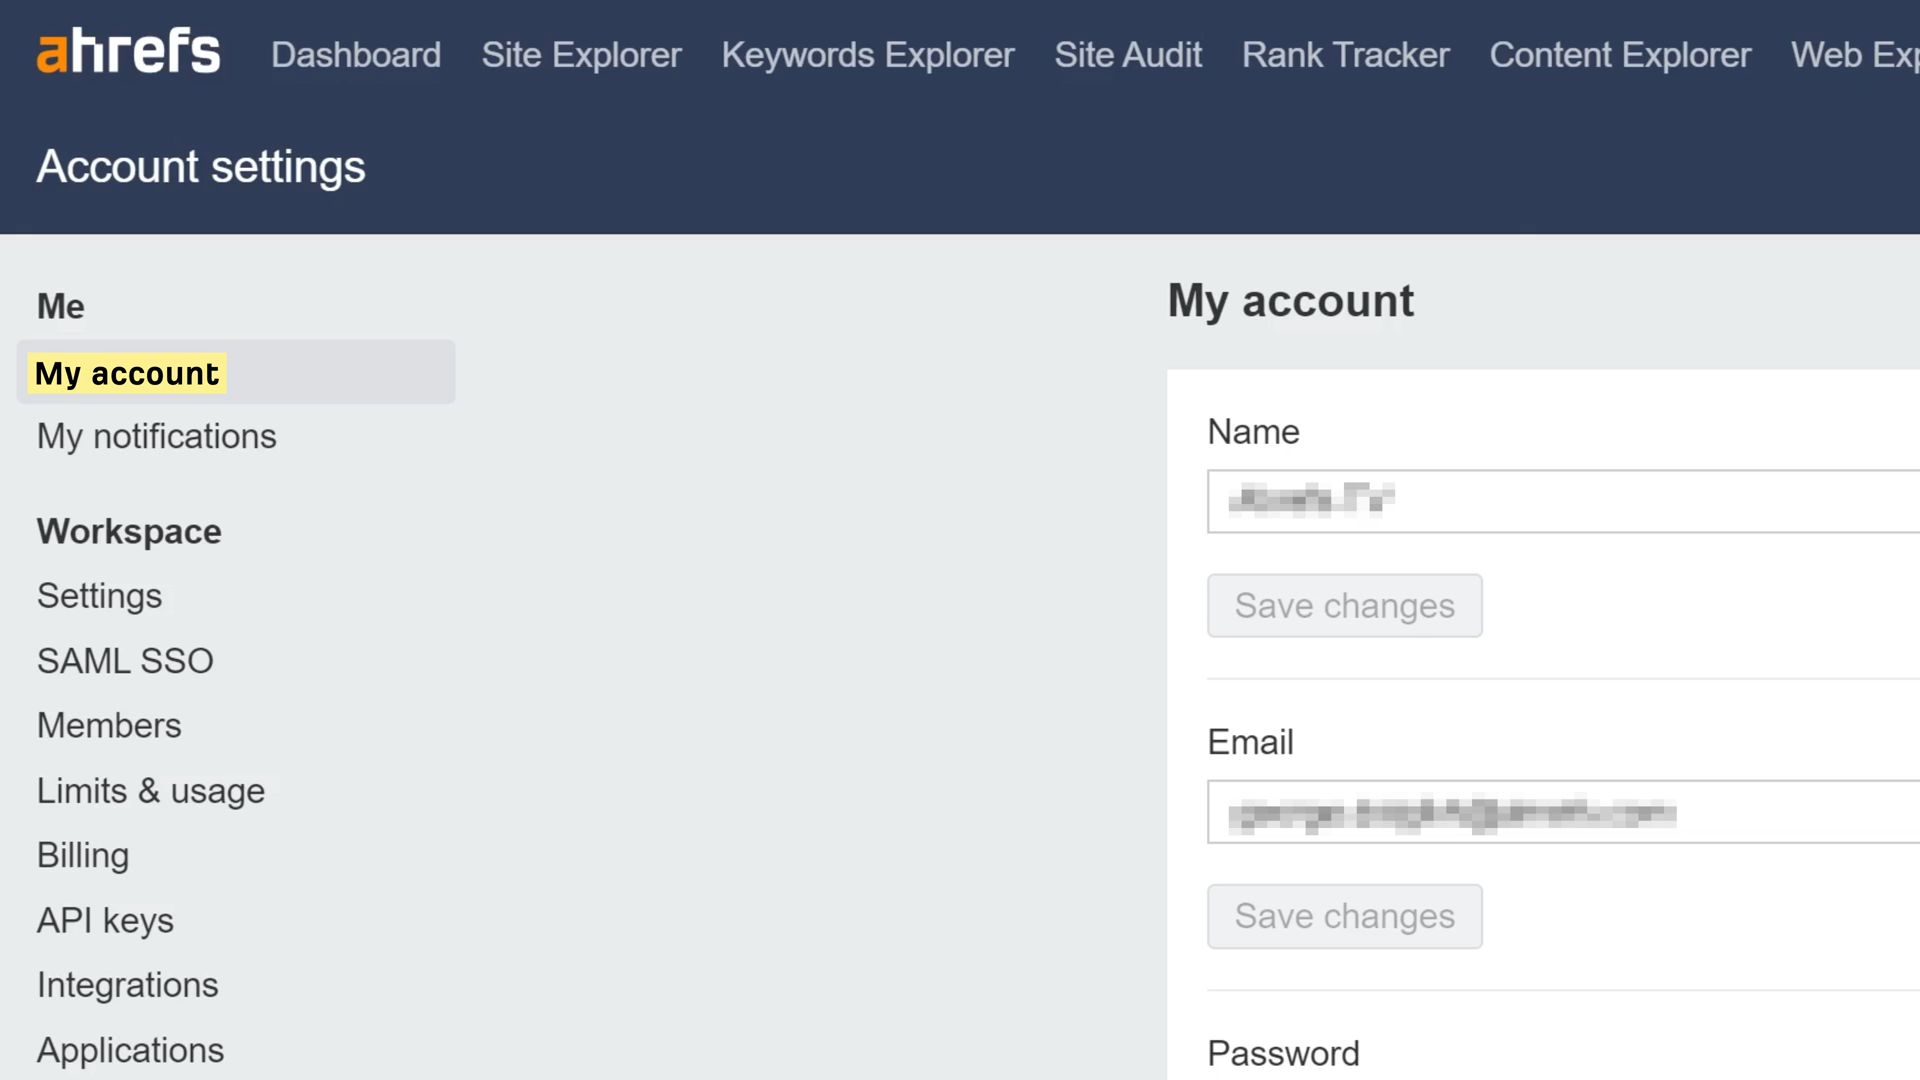 ahrefs Dashboard Site Explorer Keywords Explorer Site Audit Rank Tracker Content Explorer Web Exp
Account settings
Me
My account
My notifications
Workspace
Settings
SAML SSO
Members
Limits & usage
Billing
API keys
Integrations
Applications
My account
Name
Save changes
Email
Save changes
Password